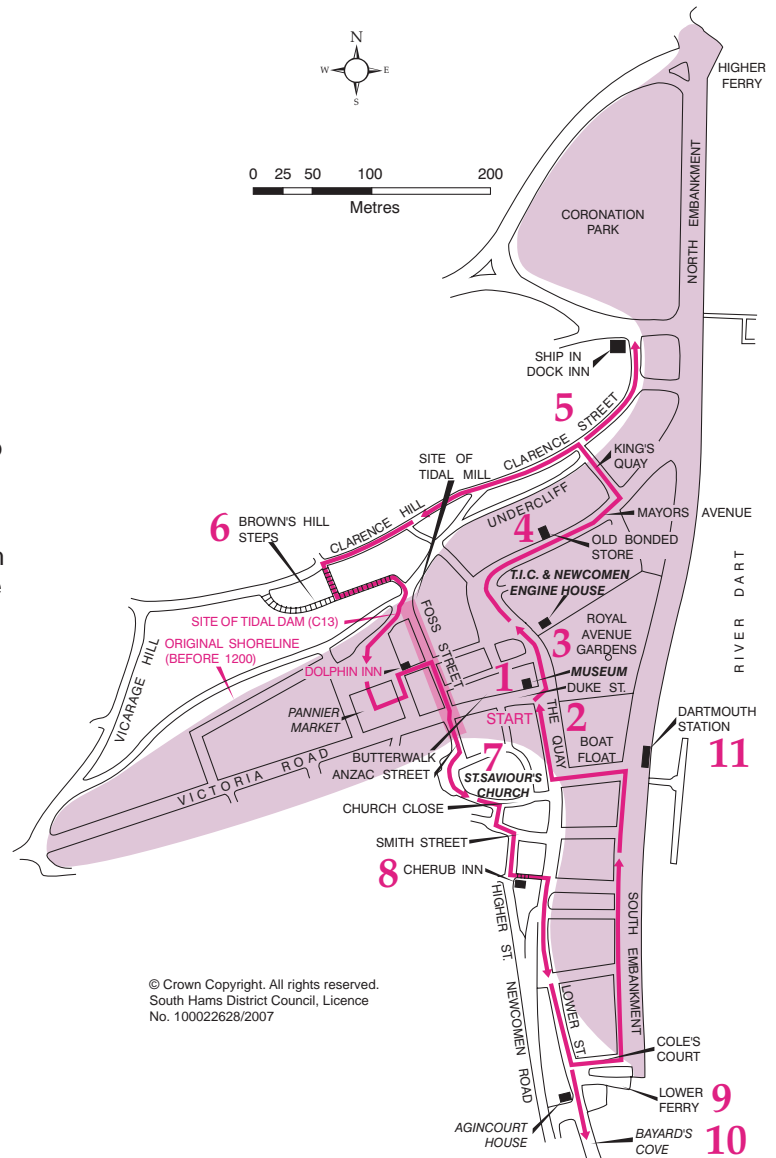 N
W E
S
0 25 50 100 200
Metres
HIGHER
FERRY
CORONATION
PARK
NORTH EMBANKMENT
SHIP IN
DOCK INN
5
CLARENCE STREET
SITE OF
TIDAL MILL
KING'S
QUAY
UNDERCLIFF
MAYORS AVENUE
4
OLD BONDED
STORE
6
BROWN'S HILL
STEPS
CLARENCE HILL
T.I.C. & NEWCOMEN
ENGINE HOUSE
SITE OF TIDAL DAM (C13)
FOSS STREET
3
ROYAL
AVENUE
GARDENS
RIVER DART
ORIGINAL SHORELINE
(BEFORE 1200)
VICARAGE HILL
DOLPHIN INN
1
MUSEUM
DUKE ST.
PANNIER
MARKET
START
THE QUAY
2
DARTMOUTH
STATION
11
BOAT
FLOAT
VICTORIA ROAD
BUTTERWALK
ANZAC STREET
7
ST.SAVIOUR'S
CHURCH
CHURCH CLOSE
SMITH STREET
8
CHERUB INN
HIGHER ST.
NEWCOMEN ROAD
LOWER ST.
SOUTH EMBANKMENT
© Crown Copyright. All rights reserved.
South Hams District Council, Licence
No. 100022628/2007
COLE'S
COURT
LOWER
FERRY
9
AGINCOURT
HOUSE
BAYARD'S
COVE
10